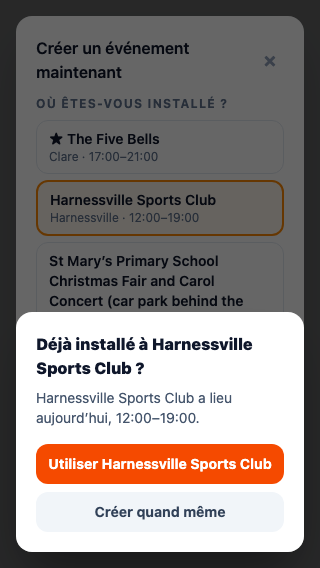 Créer un événement
maintenant
×
OÙ ÊTES-VOUS INSTALLÉ ?
★ The Five Bells
Clare · 17:00–21:00
Harnessville Sports Club
Harnessville · 12:00–19:00
St Mary’s Primary School
Christmas Fair and Carol
Concert (car park behind the
Déjà installé à Harnessville
Sports Club ?
Harnessville Sports Club a lieu
aujourd’hui, 12:00–19:00.
Utiliser Harnessville Sports Club
Créer quand même